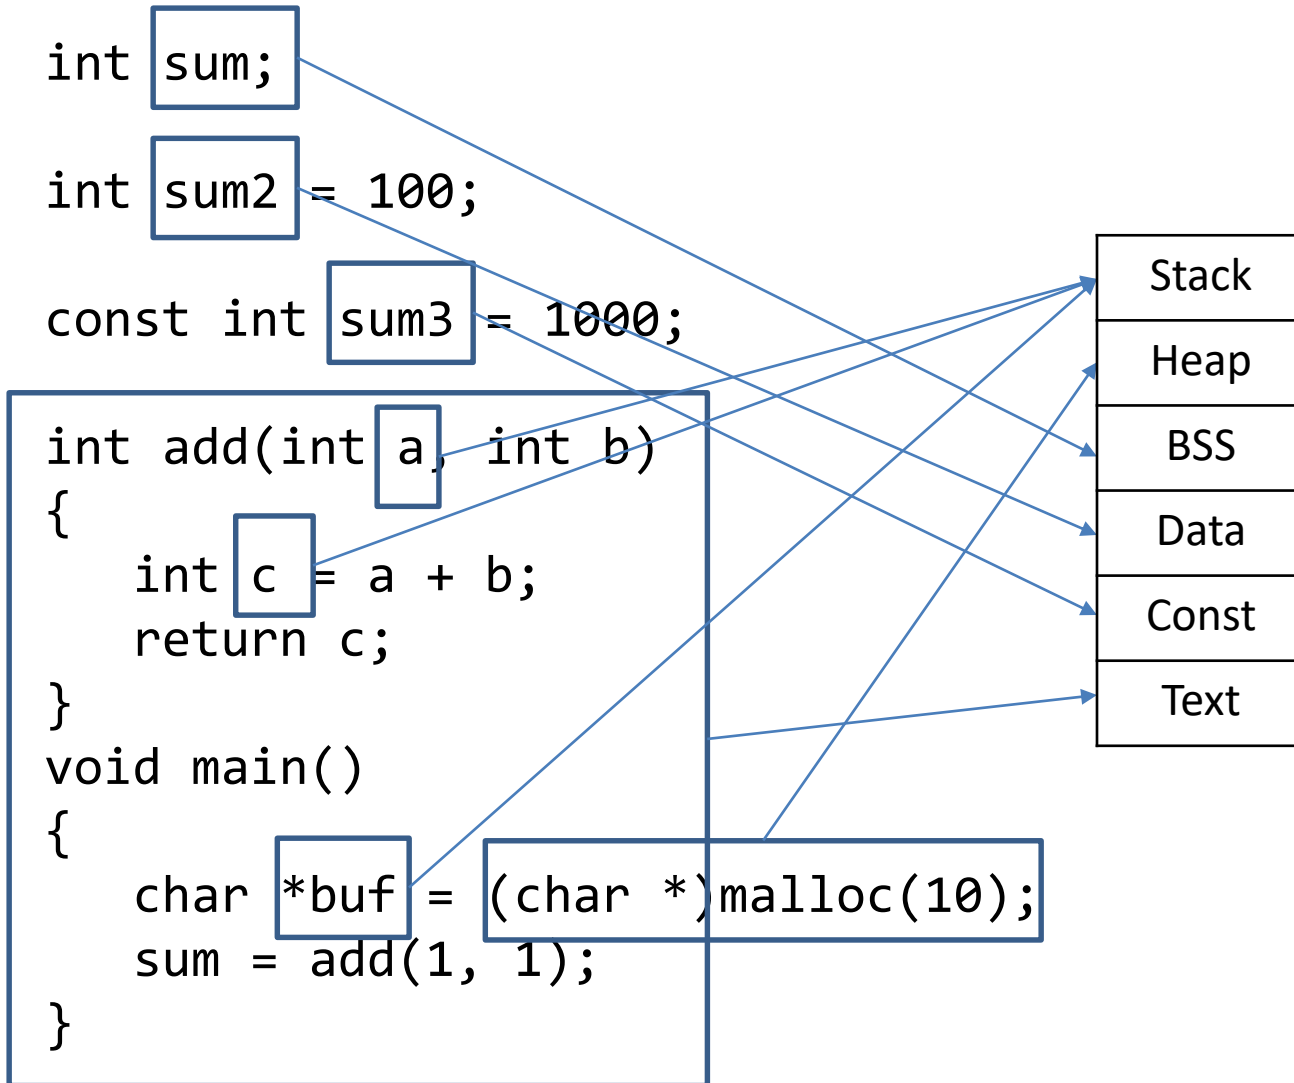 int sum;
int sum2 = 100;
const int sum3 = 1000;
int add(int a, int b)
{
int c = a + b;
return c;
}
void main()
{
char *buf = (char *)malloc(10);
sum = add(1, 1);
}
Stack
Heap
BSS
Data
Const
Text